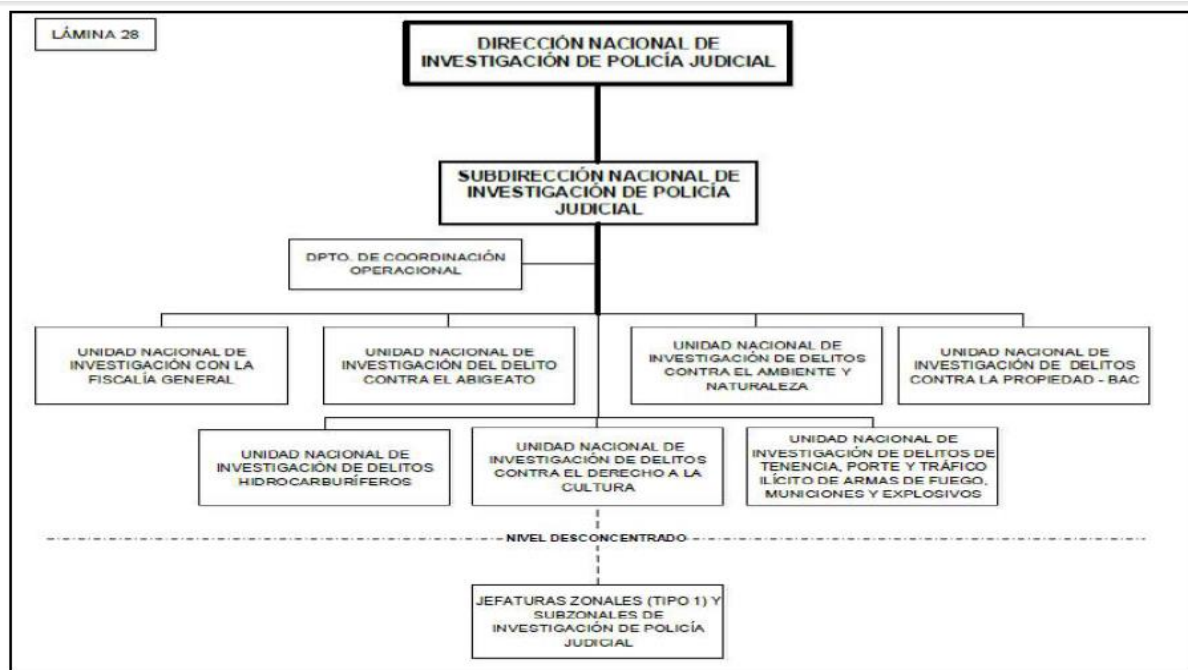 LÁMINA 28
DIRECCIÓN NACIONAL DE
INVESTIGACIÓN DE POLICÍA JUDICIAL
SUBDIRECCIÓN NACIONAL DE
INVESTIGACIÓN DE POLICÍA
JUDICIAL
DPTO. DE COORDINACIÓN
OPERACIONAL
UNIDAD NACIONAL DE
INVESTIGACIÓN CON LA
FISCALÍA GENERAL
UNIDAD NACIONAL DE
INVESTIGACIÓN DEL DELITO
CONTRA EL ABIGEATO
UNIDAD NACIONAL DE
INVESTIGACIÓN DE DELITOS
CONTRA EL AMBIENTE Y
NATURALEZA
UNIDAD NACIONAL DE
INVESTIGACIÓN DE DELITOS
CONTRA LA PROPIEDAD - BAC
UNIDAD NACIONAL DE
INVESTIGACIÓN DE DELITOS
HIDROCARBURÍFEROS
UNIDAD NACIONAL DE
INVESTIGACIÓN DE DELITOS
CONTRA EL DERECHO A LA
CULTURA
UNIDAD NACIONAL DE
INVESTIGACIÓN DE DELITOS DE
TENENCIA, PORTE Y TRÁFICO
ILÍCITO DE ARMAS DE FUEGO,
MUNICIONES Y EXPLOSIVOS
NIVEL DESCONCENTRADO
JEFATURAS ZONALES (TIPO 1) Y
SUBZONALES DE
INVESTIGACIÓN DE POLICÍA
JUDICIAL